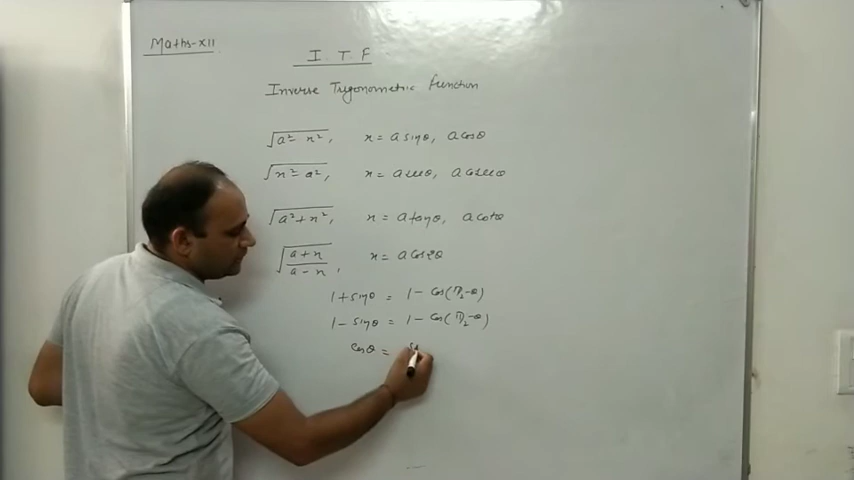 Maths-XII
I.T.F
Inverse Trigonometric Function
√(a² - x²), x = a sinθ, a cosθ
√(x² - a²), x = a secθ, a cosecθ
√(a² + x²), x = a tanθ, a cotθ
√((a + x)/(a - x)), x = a cos2θ
1 + sinθ = 1 - cos(π/2 - θ)
1 - sinθ = 1 - cos(π/2 - θ)
cosθ =